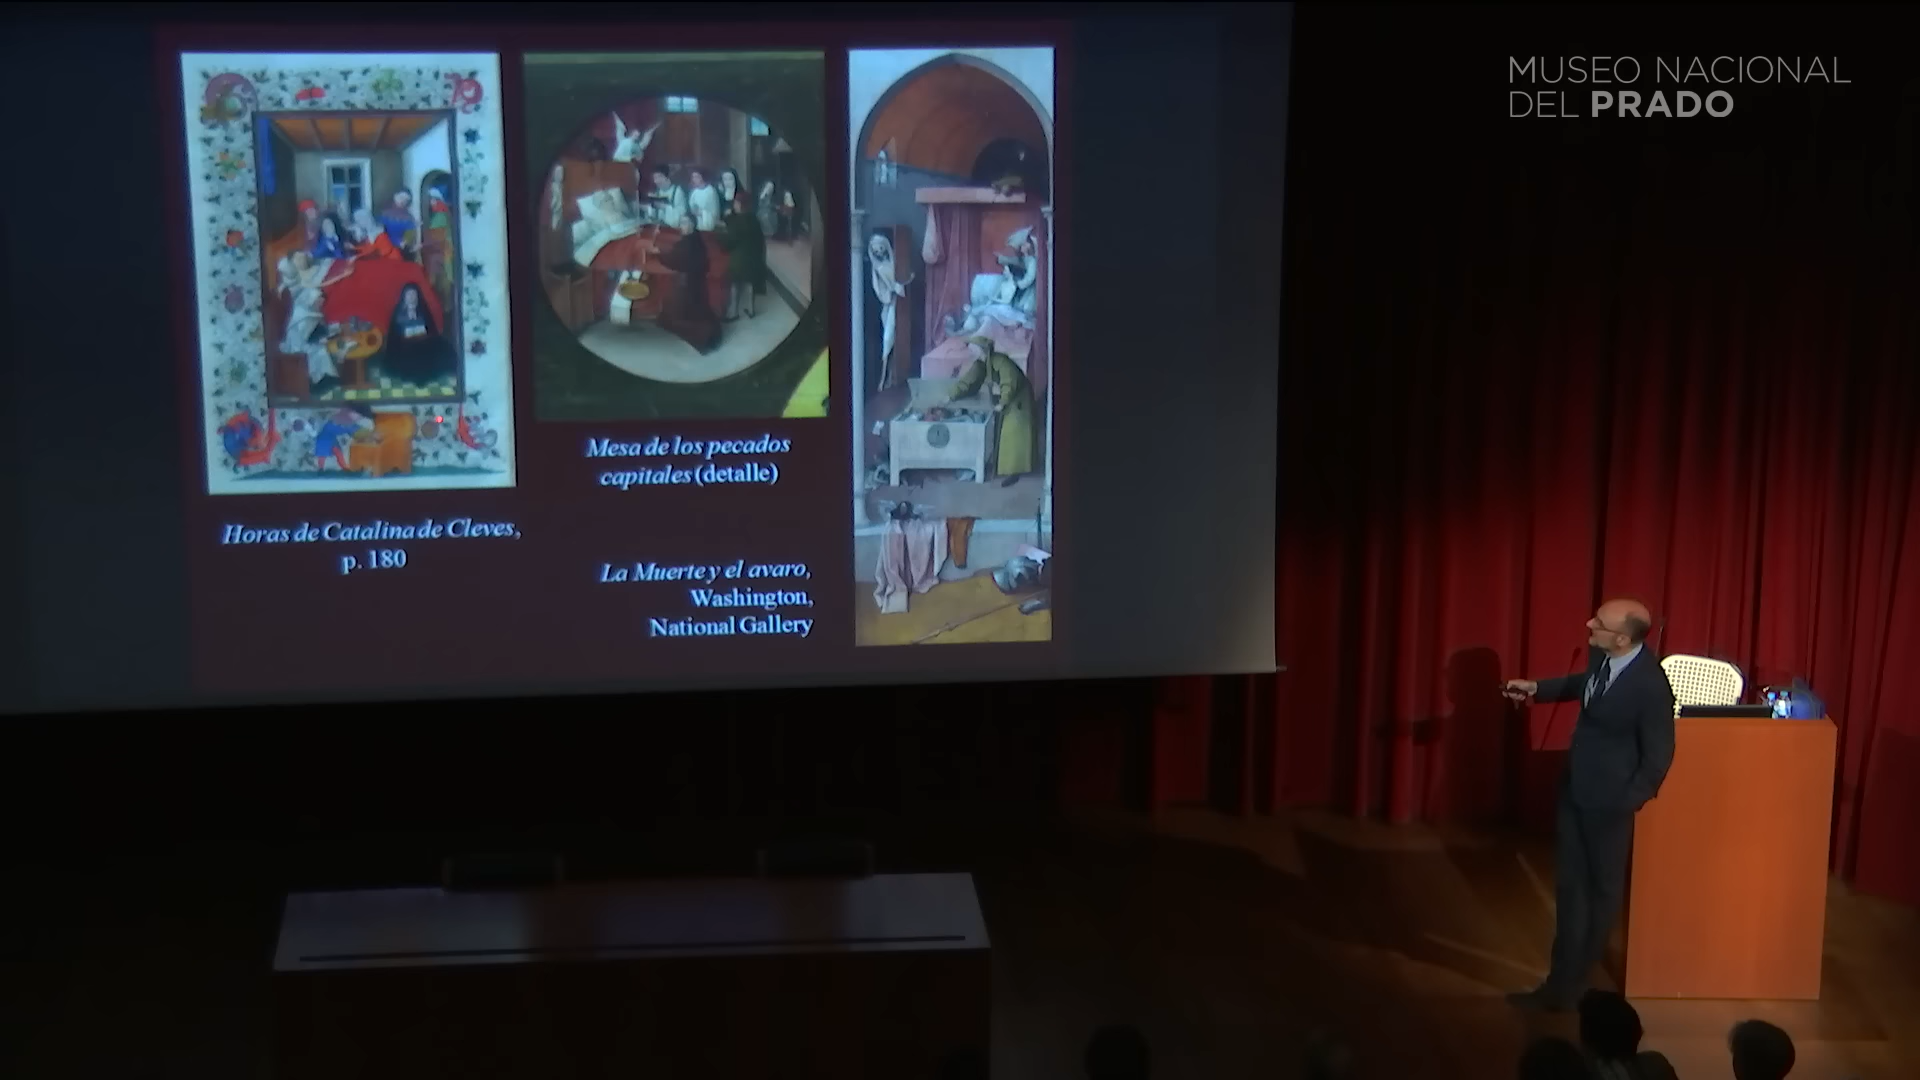 MUSEO NACIONAL
DEL PRADO
Mesa de los pecados
capitales (detalle)
Horas de Catalina de Cleves,
p. 180
La Muerte y el avaro,
Washington,
National Gallery